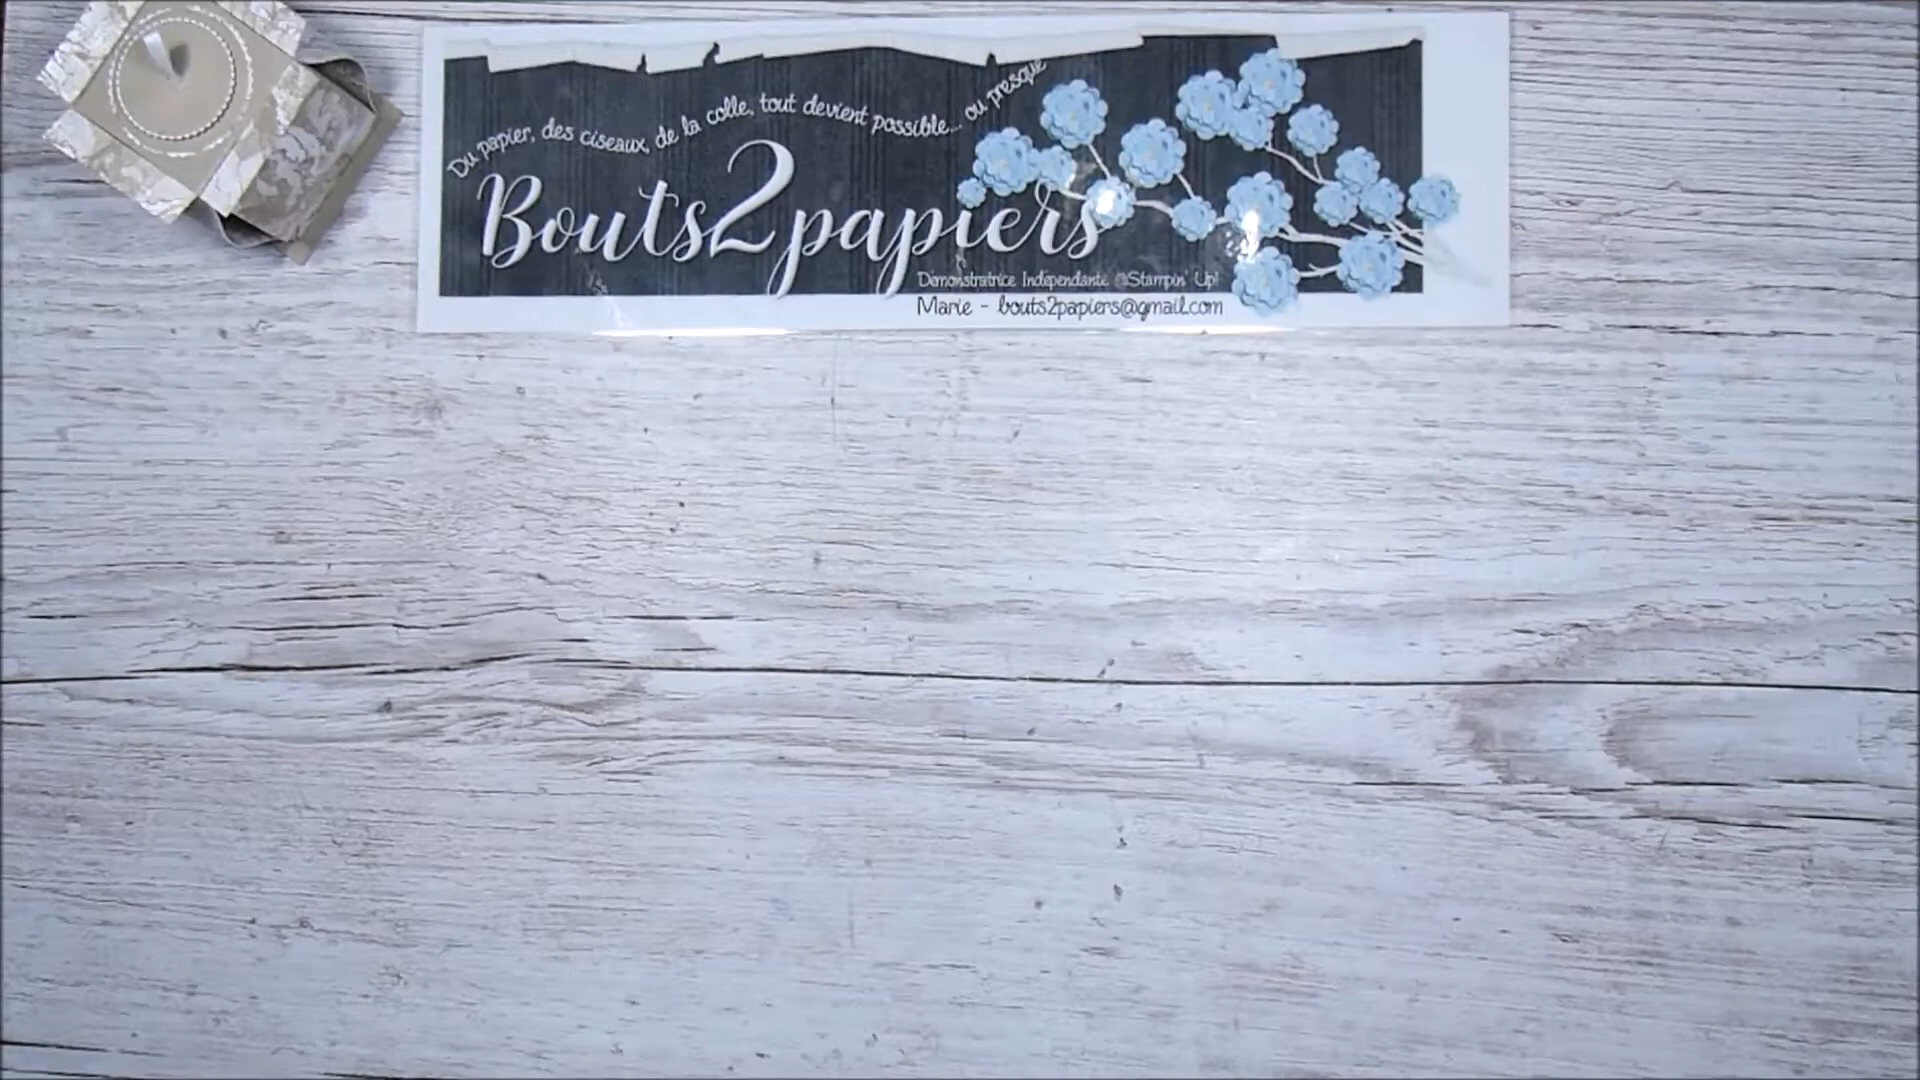 Du papier, des ciseaux, de la colle, tout devient possible... ou presque
Bouts2papiers
Démonstratrice Indépendante @Stampin' Up!
Marie - bouts2papiers@gmail.com